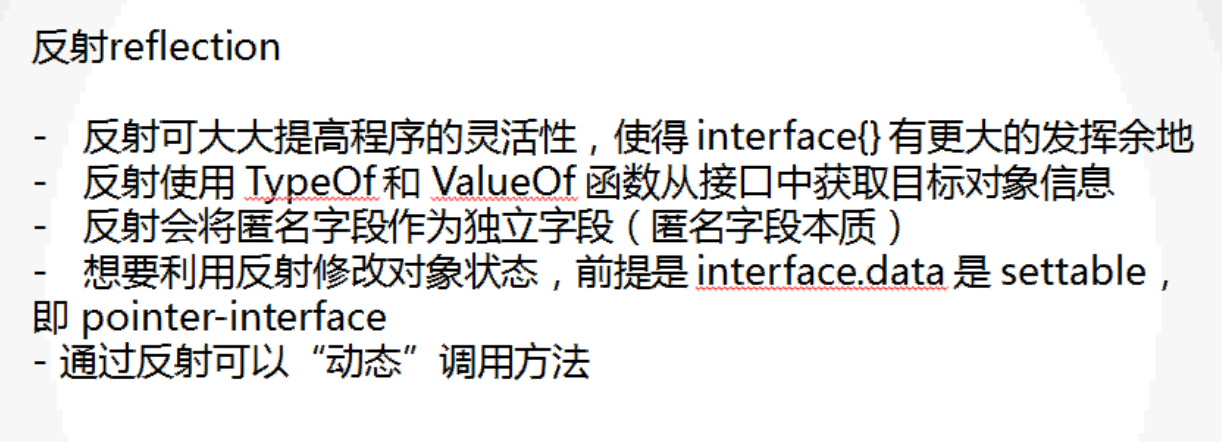 反射reflection
- 反射可大大提高程序的灵活性，使得 interface{} 有更大的发挥余地
- 反射使用 TypeOf 和 ValueOf 函数从接口中获取目标对象信息
- 反射会将匿名字段作为独立字段（匿名字段本质）
- 想要利用反射修改对象状态，前提是 interface.data 是 settable，
即 pointer-interface
- 通过反射可以“动态”调用方法